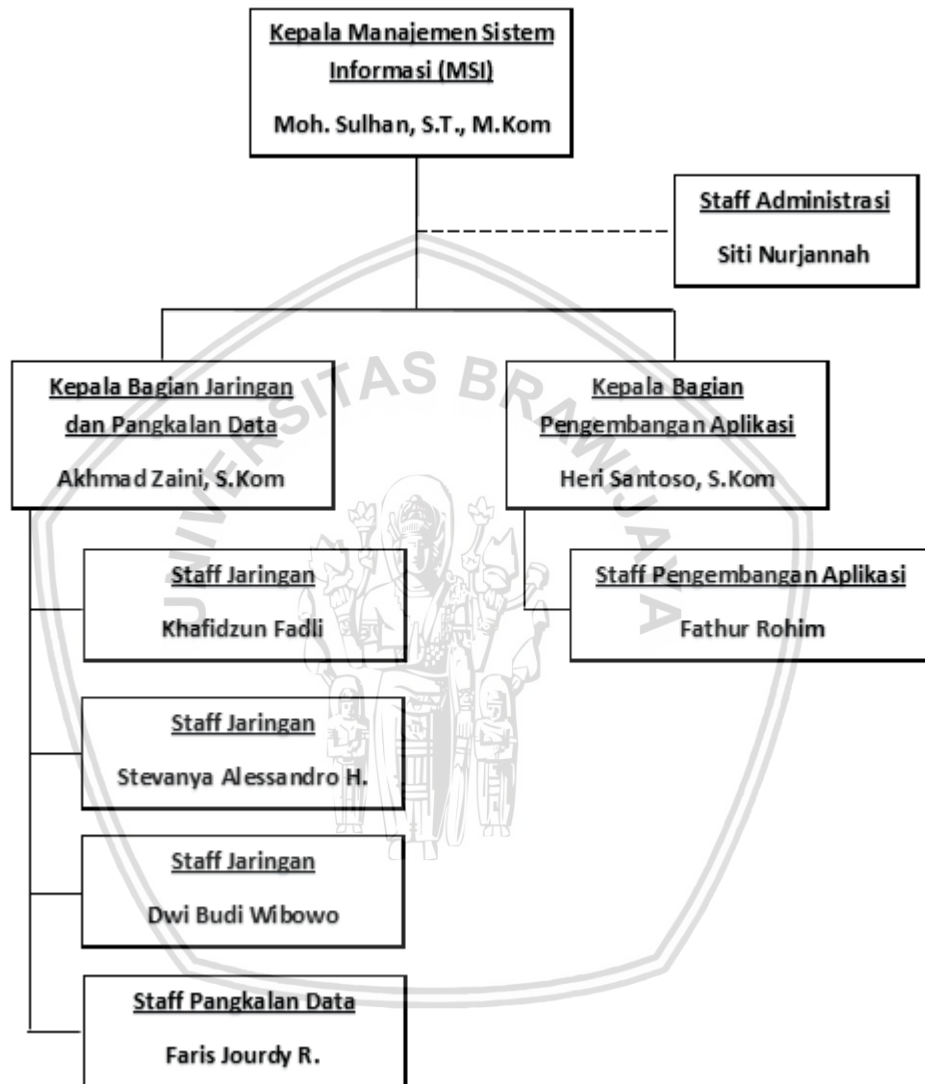 Kepala Manajemen Sistem
Informasi (MSI)
Moh. Sulhan, S.T., M.Kom
Staff Administrasi
Siti Nurjannah
Kepala Bagian Jaringan
dan Pangkalan Data
Akhmad Zaini, S.Kom
Kepala Bagian
Pengembangan Aplikasi
Heri Santoso, S.Kom
Staff Jaringan
Khafidzun Fadli
Staff Pengembangan Aplikasi
Fathur Rohim
Staff Jaringan
Stevanya Alessandro H.
Staff Jaringan
Dwi Budi Wibowo
Staff Pangkalan Data
Faris Jourdy R.
UNIVERSITAS BRAWIJAYA